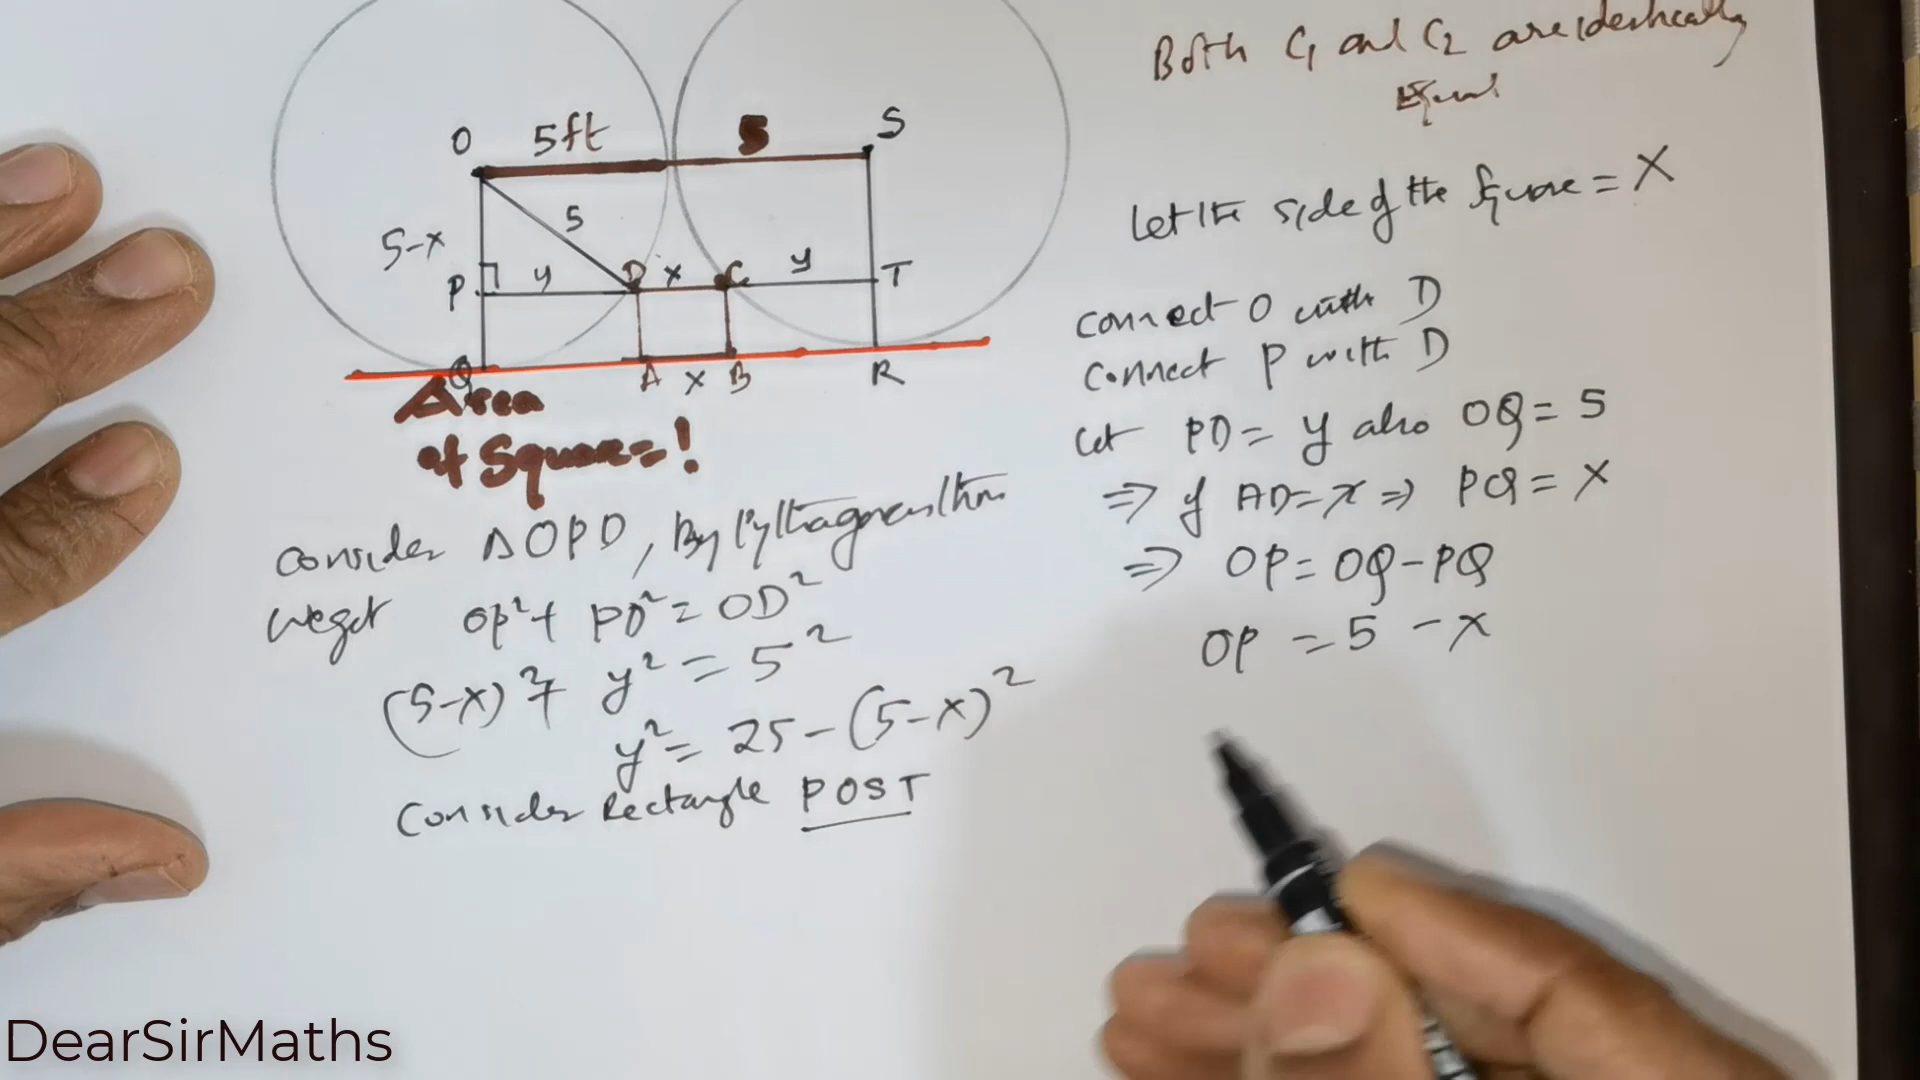 Both C1 and C2 are identically
Equal
O 5ft 5 S
5-x 5
P y D x C y T
Q A x B R
Area
of Square=!
Let the side of the Square = X
Connect O with D
Connect P with D
Let PD = y also OQ = 5
⇒ if AD=x ⇒ PQ = x
⇒ OP = OQ - PQ
OP = 5 - x
Consider ΔOPD, By Pythagoras thm
we get OP²+ PD² = OD²
(5-x)²+ y² = 5²
y² = 25 - (5-x)²
Consider Rectangle POST
DearSirMaths